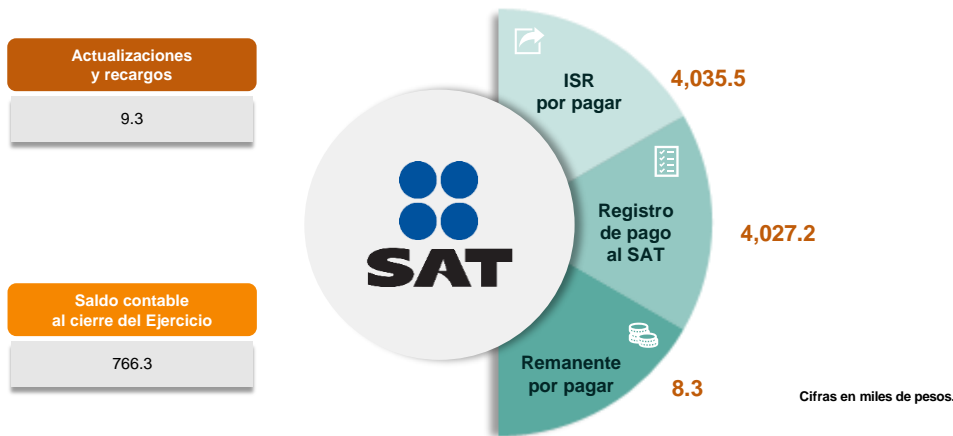 Actualizaciones
y recargos
9.3
Saldo contable
al cierre del Ejercicio
766.3
SAT
ISR
por pagar
4,035.5
Registro
de pago
al SAT
4,027.2
Remanente
por pagar
8.3
Cifras en miles de pesos.